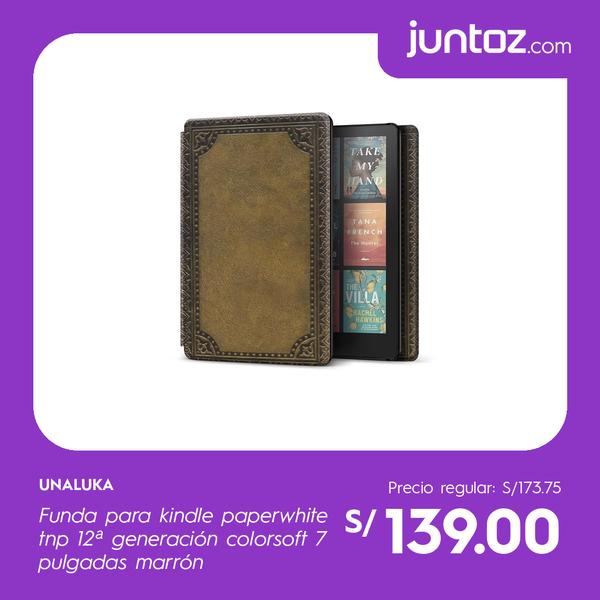 juntoz.com
TAKE
MY
HAND
TANA
FRENCH
The Hunter
THE
VILLA
RACHEL
HAWKINS
UNALUKA
Funda para kindle paperwhite
tnp 12ª generación colorsoft 7
pulgadas marrón
Precio regular: S/173.75
S/139.00